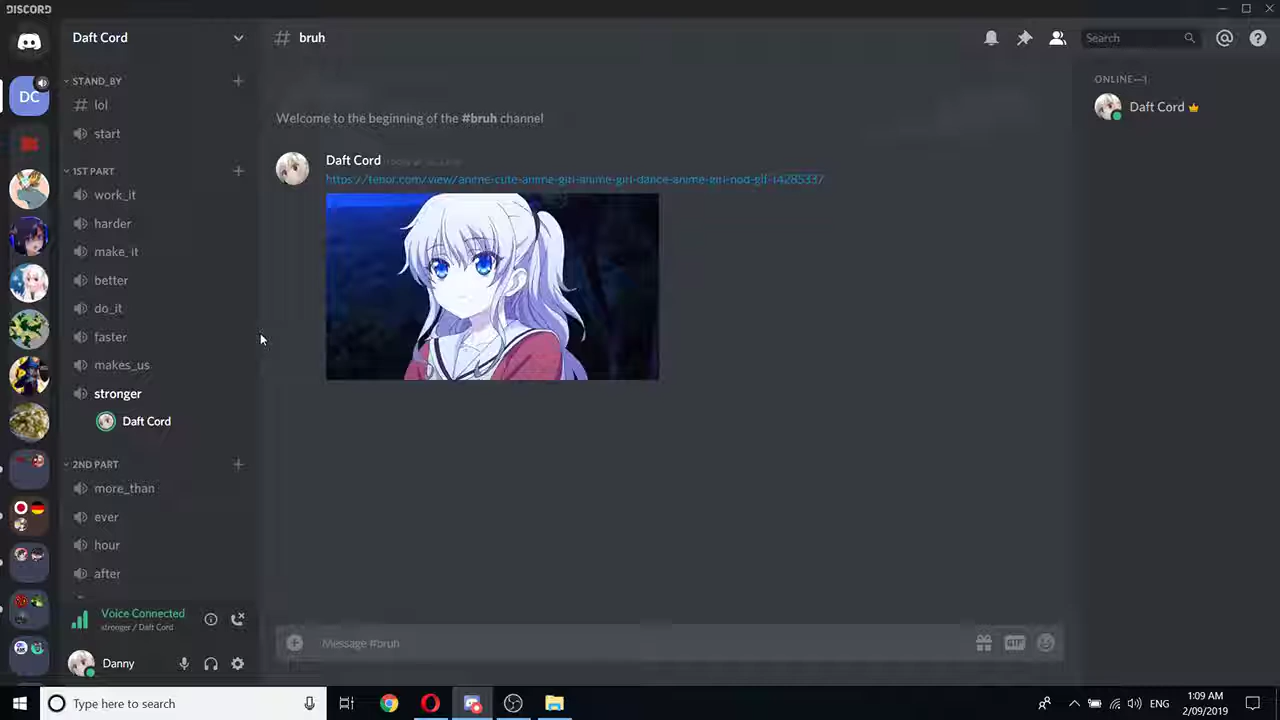 DISCORD
Daft Cord
# bruh
Search
STAND_BY
lol
start
1ST PART
work_it
harder
make_it
better
do_it
faster
makes_us
stronger
Daft Cord
2ND PART
more_than
ever
hour
after
Voice Connected
stronger / Daft Cord
Danny
DC
Welcome to the beginning of the #bruh channel
Daft Cord
https://tenor.com/view/anime-cute-anime-girl-anime-girl-dance-anime-girl-nod-gif-14285337
Message #bruh
GIF
ONLINE—1
Daft Cord
Type here to search
ENG
1:09 AM
2/09/2019